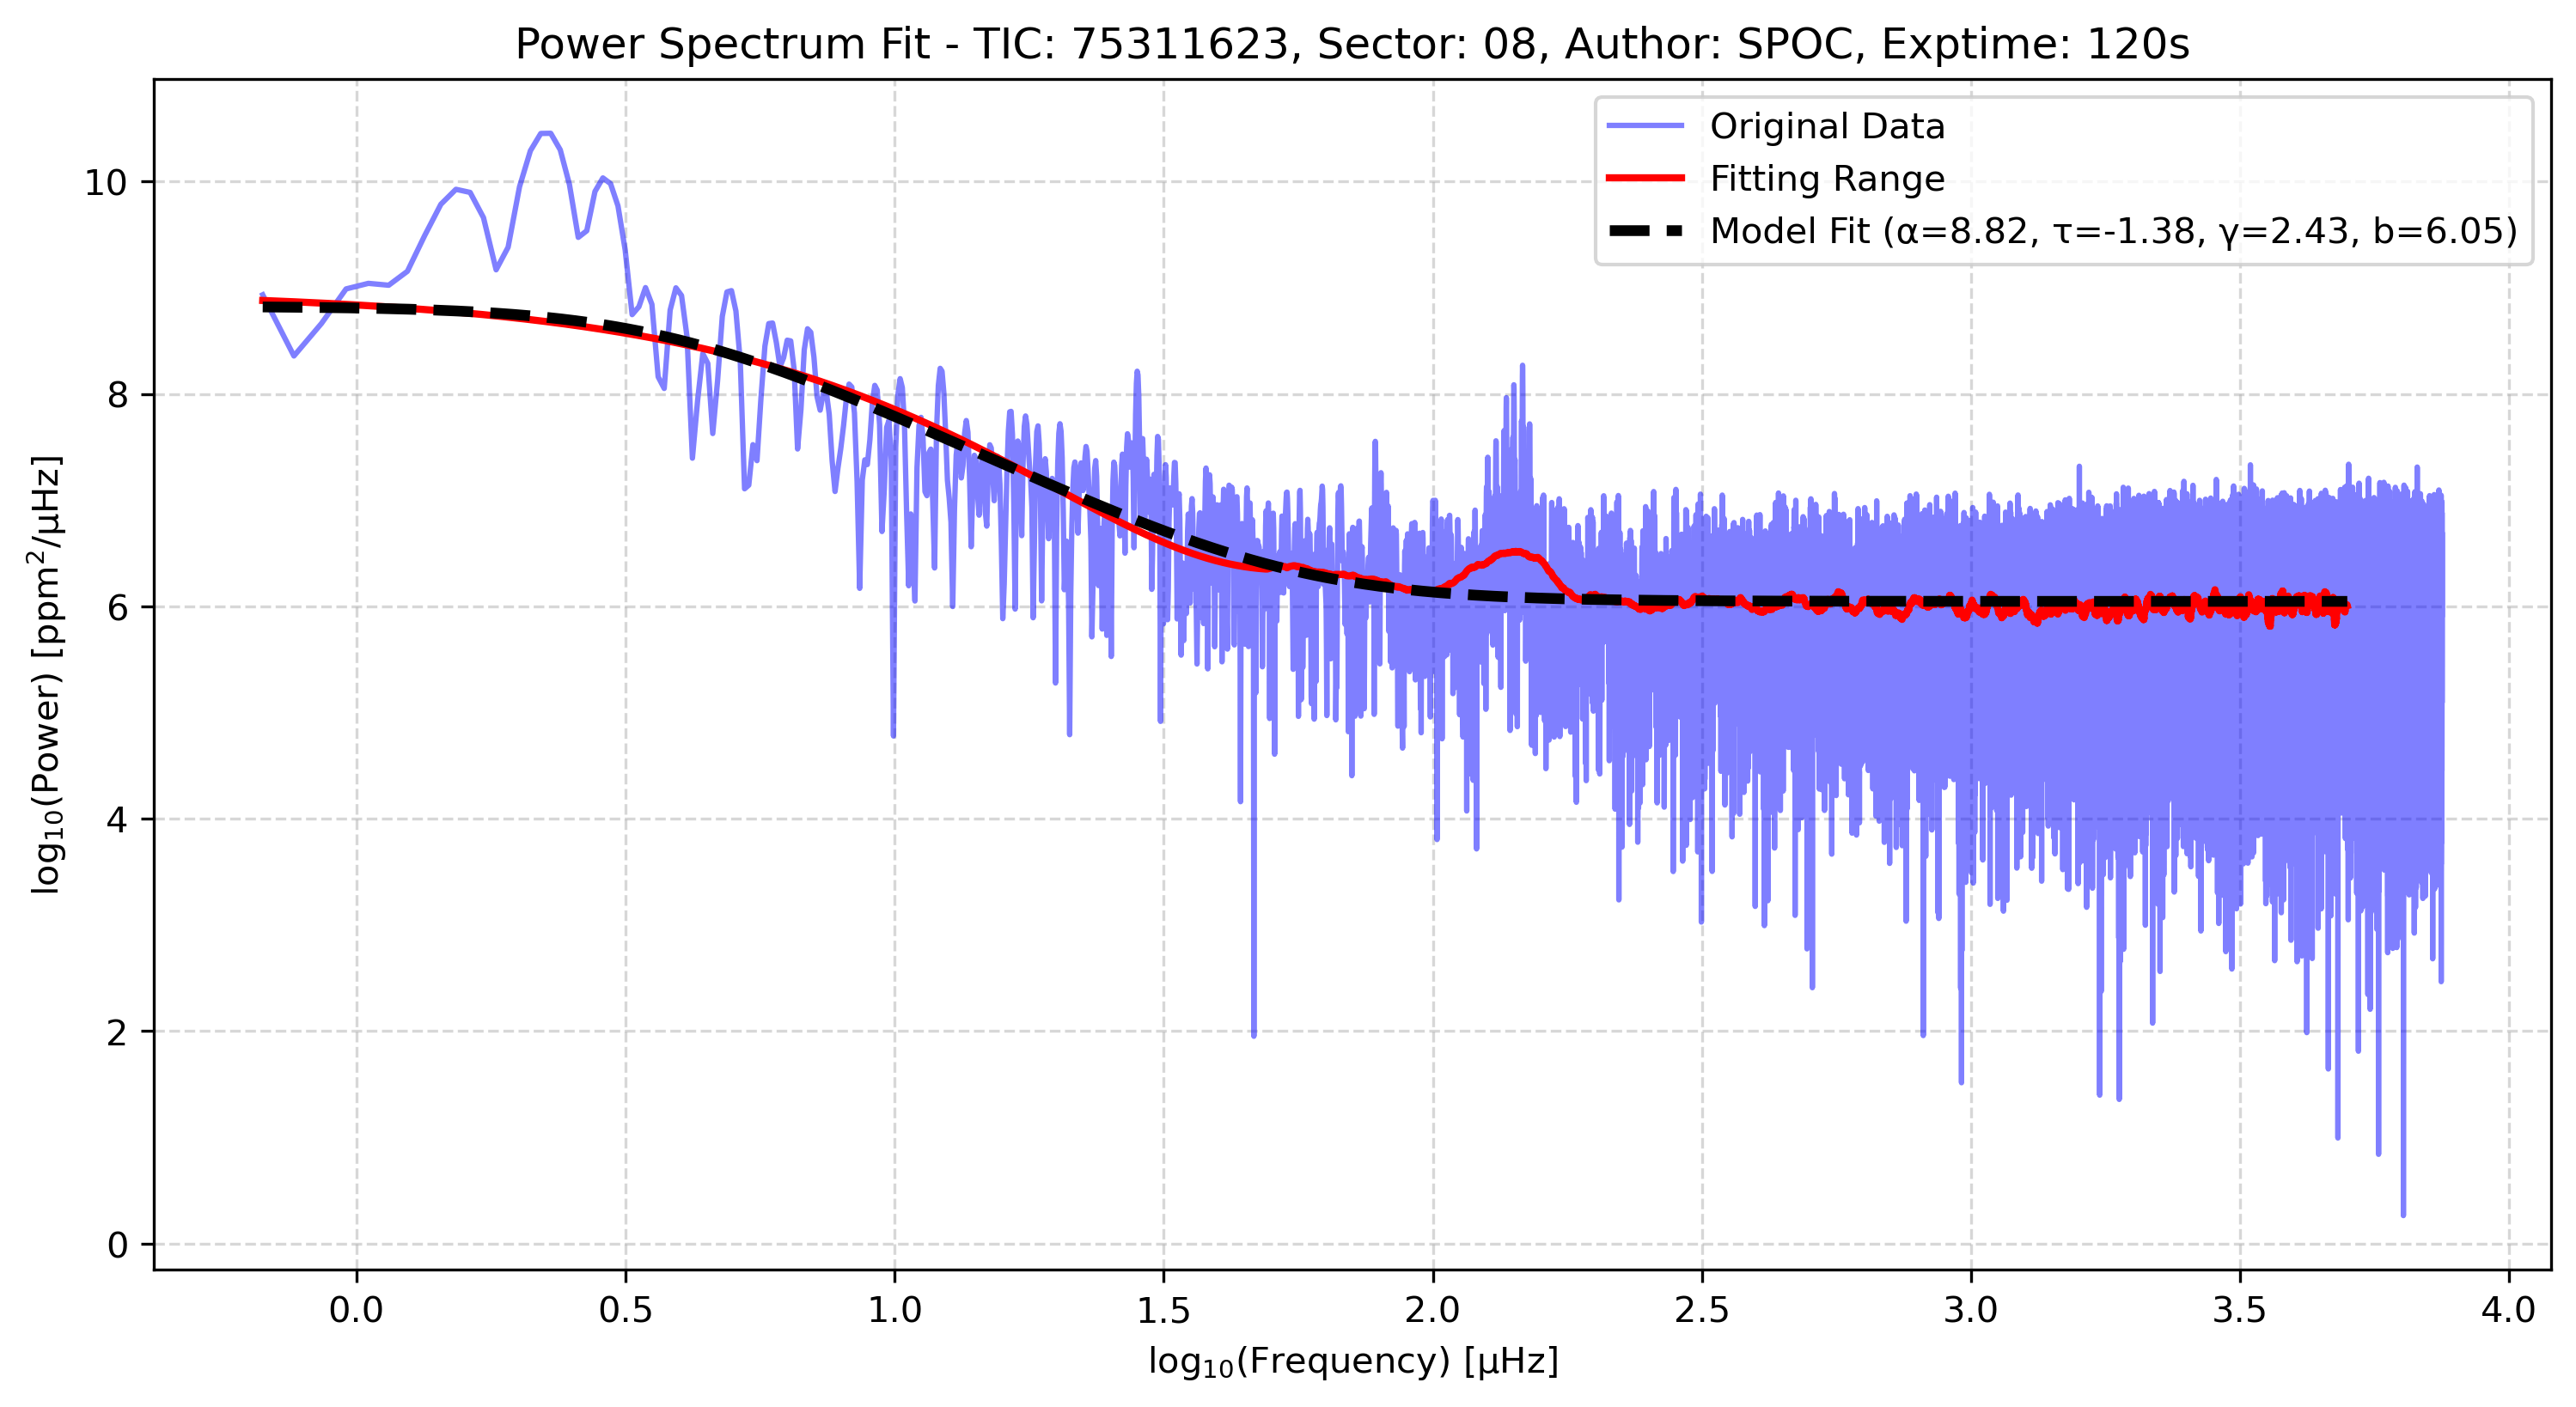 Power Spectrum Fit - TIC: 75311623, Sector: 08, Author: SPOC, Exptime: 120s
Original Data
Fitting Range
Model Fit (α=8.82, τ=-1.38, γ=2.43, b=6.05)
log₁₀(Power) [ppm²/μHz]
10
8
6
4
2
0
0.0 0.5 1.0 1.5 2.0 2.5 3.0 3.5 4.0
log₁₀(Frequency) [μHz]